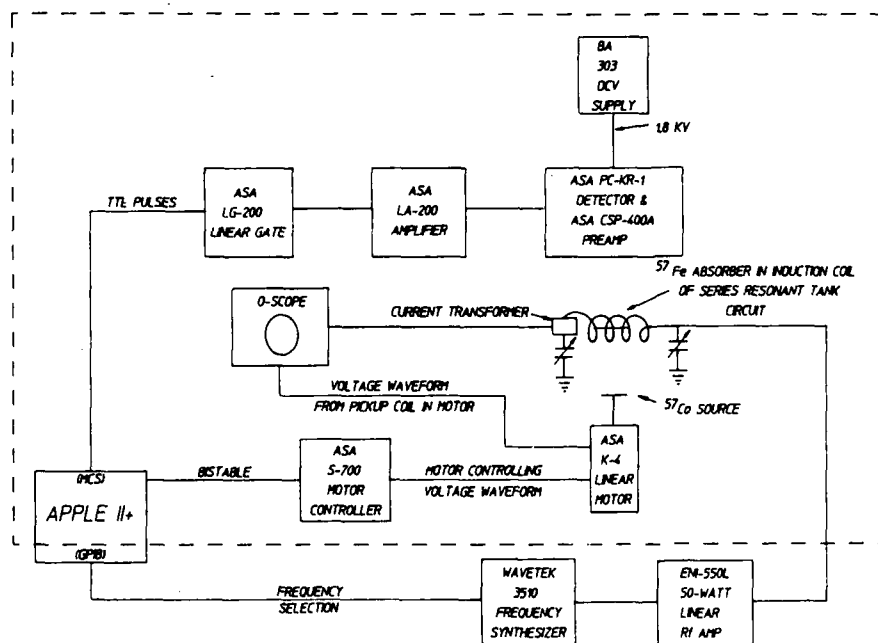 BA
303
DCV
SUPPLY
1.8 KV
TTL PULSES
ASA
LG-200
LINEAR GATE
ASA
LA-200
AMPLIFIER
ASA PC-KR-1
DETECTOR &
ASA CSP-400A
PREAMP
57 Fe ABSORBER IN INDUCTION COIL
OF SERIES RESONANT TANK
CIRCUIT
O-SCOPE
CURRENT TRANSFORMER
VOLTAGE WAVEFORM
FROM PICKUP COIL IN MOTOR
57 Co SOURCE
ASA
K-4
LINEAR
MOTOR
ASA
S-700
MOTOR
CONTROLLER
BISTABLE
MOTOR CONTROLLING
VOLTAGE WAVEFORM
(MCS)
APPLE II+
(GPIB)
FREQUENCY
SELECTION
WAVETEK
3510
FREQUENCY
SYNTHESIZER
ENI-550L
50-WATT
LINEAR
Rf AMP